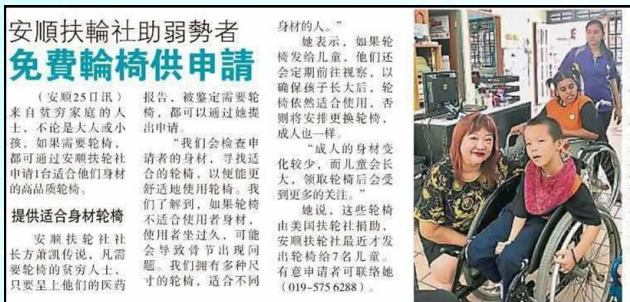 安順扶輪社助弱勢者
免費輪椅供申請
（安顺25日讯）
来自贫穷家庭的人
士，不论是大人或小
孩，如果需要轮椅，
都可通过安顺扶轮社
申请1台适合他们身材
的高品质轮椅。
提供适合身材轮椅
安顺扶轮社社
长方萧凯传说，凡需
要轮椅的贫穷人士，
只要呈上他们的医药
报告，被鉴定需要轮
椅，都可以通过她提
出申请。
“我们会检查申
请者的身材，寻找适
合的轮椅，以便能更
舒适地使用轮椅。我
们了解到，如果轮椅
不适合使用者身材，
使用者坐过久，可能
会导致骨节出现问
题。我们拥有多种尺
寸的轮椅，适合不同
身材的人。”
她表示，如果轮
椅发给儿童，他们还
会定期前往视察，以
确保孩子长大后，轮
椅依然适合使用，否
则将安排更换轮椅，
成人也一样。
“成人的身材变
化较少，而儿童会长
大，领取轮椅后会受
到更多的关注。”
她说，这些轮椅
由美国扶轮社捐助，
安顺扶轮社最近才发
出轮椅给7名儿童。
有意申请者可联络她
（019-575 6288）。